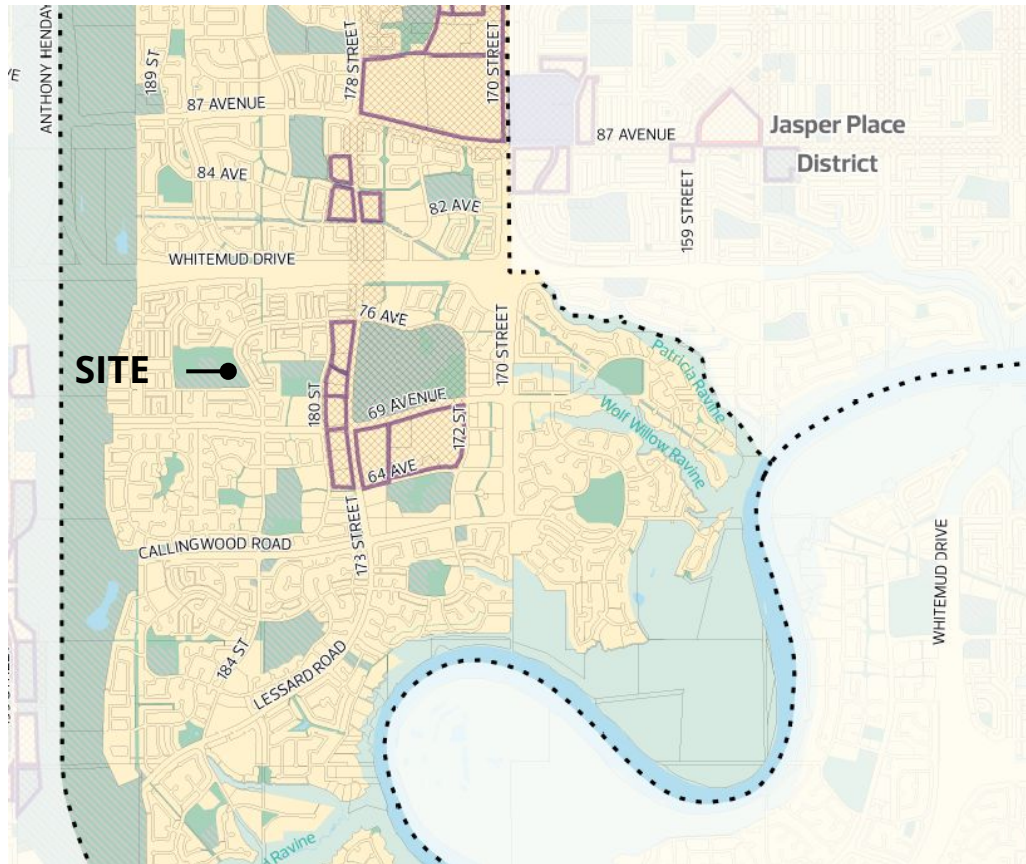 ANTHONY HENDAY
189 ST
178 STREET
170 STREET
87 AVENUE
87 AVENUE
Jasper Place
District
84 AVE
82 AVE
159 STREET
WHITEMUD DRIVE
76 AVE
170 STREET
Patricia Ravine
SITE
180 ST
69 AVENUE
172 ST
Wolf Willow Ravine
64 AVE
173 STREET
CALLINGWOOD ROAD
WHITEMUD DRIVE
184 ST
LESSARD ROAD
Ravine